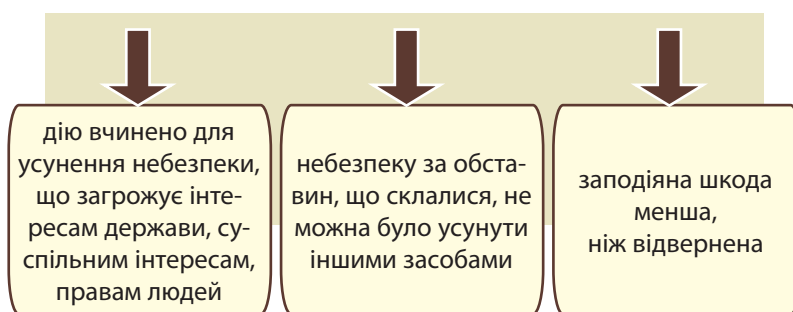 дію вчинено для
усунення небезпеки,
що загрожує інте-
ресам держави, су-
спільним інтересам,
правам людей
небезпеку за обста-
вин, що склалися, не
можна було усунути
іншими засобами
заподіяна шкода
менша,
ніж відвернена